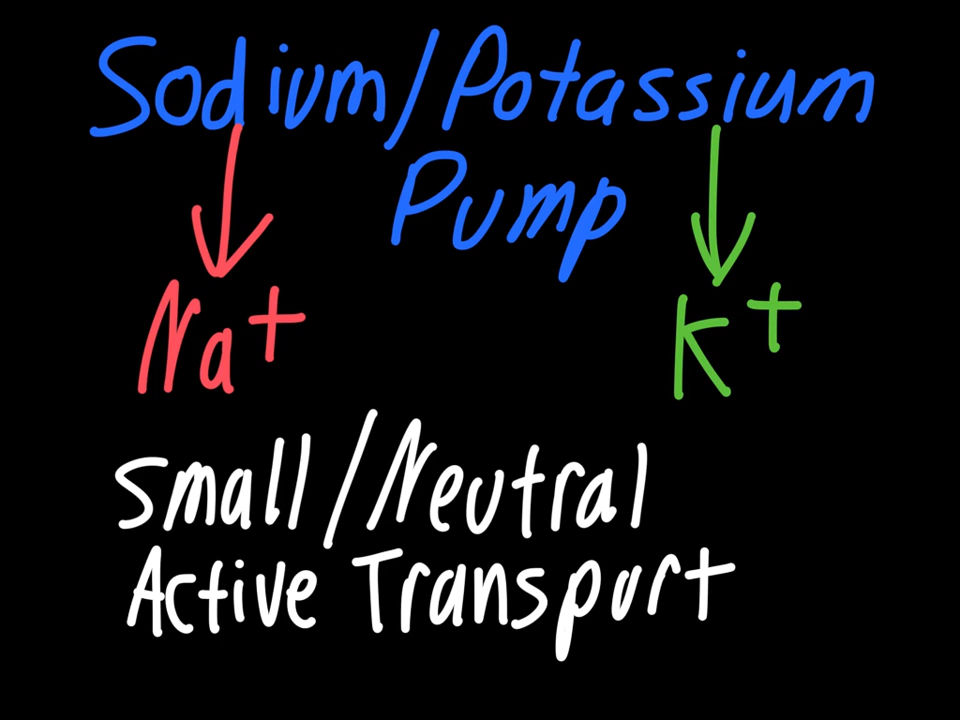 Sodium/Potassium
Pump
Na+ K+
Small/Neutral
Active Transport